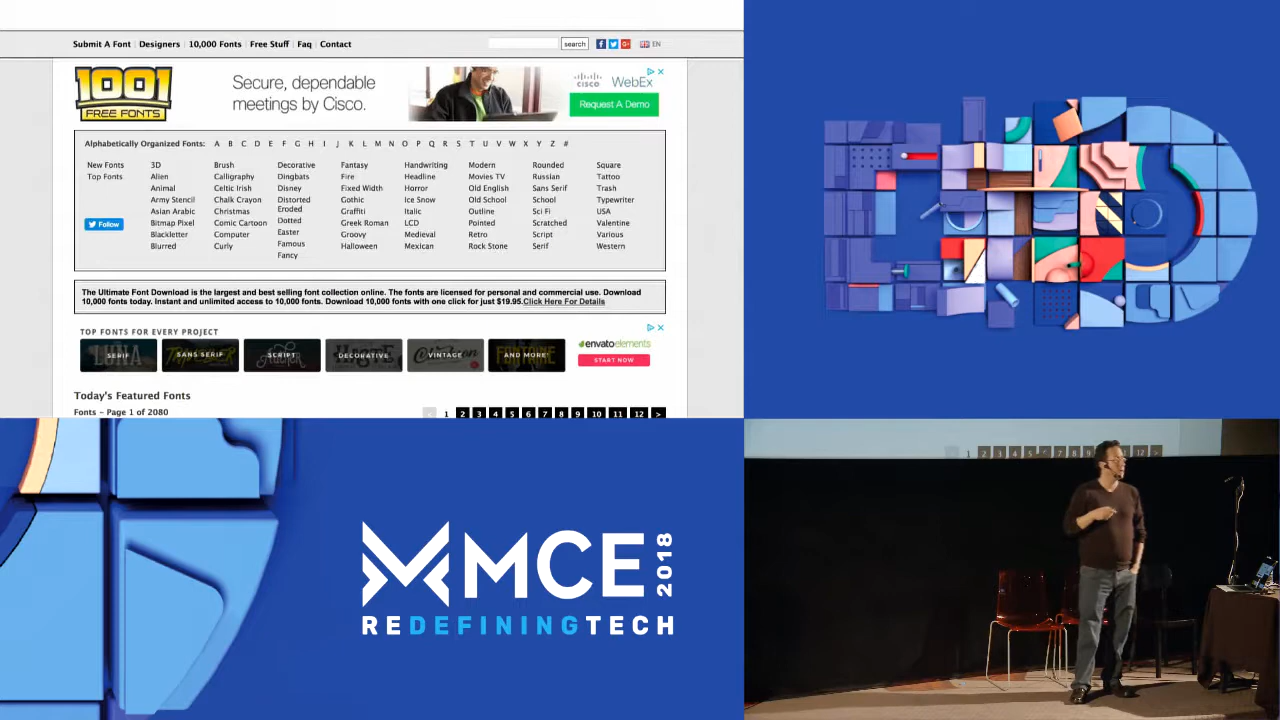 Submit A Font | Designers | 10,000 Fonts | Free Stuff | Faq | Contact
search
EN
1001
FREE FONTS
Secure, dependable
meetings by Cisco.
CISCO WebEx
Request A Demo
Alphabetically Organized Fonts: A B C D E F G H I J K L M N O P Q R S T U V W X Y Z #
New Fonts
Top Fonts
Follow
3D
Alien
Animal
Army Stencil
Asian Arabic
Bitmap Pixel
Blackletter
Blurred
Brush
Calligraphy
Celtic Irish
Chalk Crayon
Christmas
Comic Cartoon
Computer
Curly
Decorative
Dingbats
Disney
Distorted
Eroded
Dotted
Easter
Famous
Fancy
Fantasy
Fire
Fixed Width
Gothic
Graffiti
Greek Roman
Groovy
Halloween
Handwriting
Headline
Horror
Ice Snow
Italic
LCD
Medieval
Mexican
Modern
Movies TV
Old English
Old School
Outline
Pointed
Retro
Rock Stone
Rounded
Russian
Sans Serif
School
Sci Fi
Scratched
Script
Serif
Square
Tattoo
Trash
Typewriter
USA
Valentine
Various
Western
The Ultimate Font Download is the largest and best selling font collection online. The fonts are licensed for personal and commercial use. Download
10,000 fonts today. Instant and unlimited access to 10,000 fonts. Download 10,000 fonts with one click for just $19.95.Click Here For Details
TOP FONTS FOR EVERY PROJECT
SERIF
SANS SERIF
SCRIPT
DECORATIVE
VINTAGE
AND MORE!
envatoelements
START NOW
Today's Featured Fonts
Fonts - Page 1 of 2080
< 1 2 3 4 5 6 7 8 9 10 11 12 >
MCE 2018
REDEFININGTECH